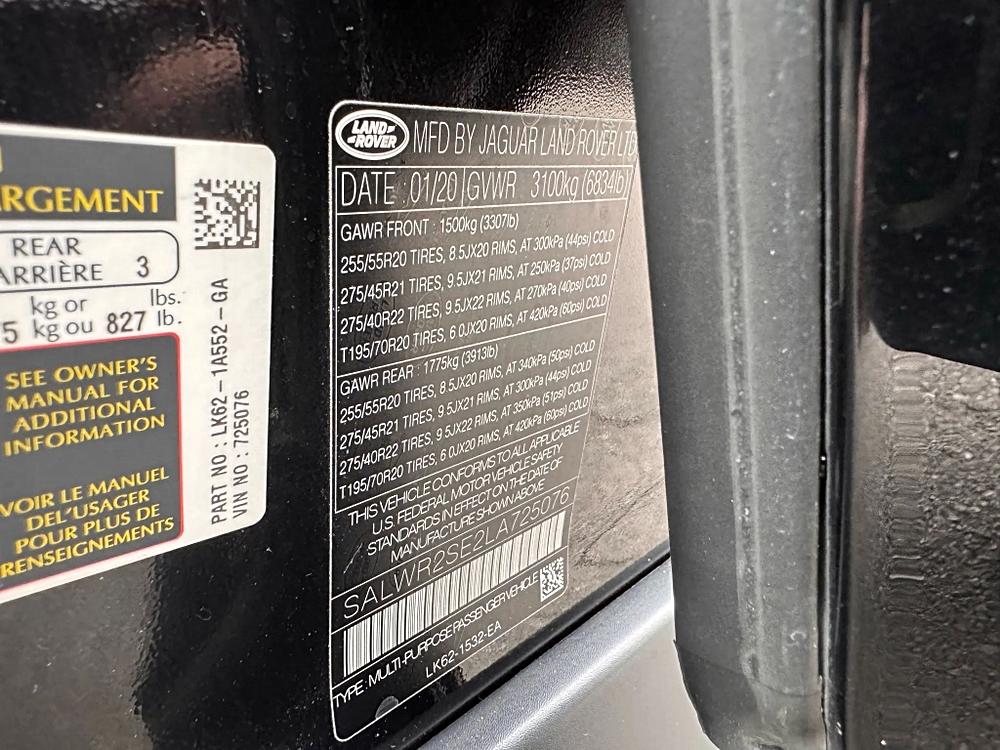 RGEMENT
REAR
ARRIÈRE 3
kg or lbs.
5 kg ou 827 lb.
SEE OWNER'S
MANUAL FOR
ADDITIONAL
INFORMATION
VOIR LE MANUEL
DEL'USAGER
POUR PLUS DE
RENSEIGNEMENTS
PART NO : LK62-1A552-GA
VIN NO : 725076
LAND ROVER MFD BY JAGUAR LAND ROVER LTD
DATE : 01/20 GVWR 3100kg (6834lb)
GAWR FRONT : 1500kg (3307lb)
255/55R20 TIRES, 8.5JX20 RIMS, AT 300kPa (44psi) COLD
275/45R21 TIRES, 9.5JX21 RIMS, AT 250kPa (37psi) COLD
275/40R22 TIRES, 9.5JX22 RIMS, AT 270kPa (40psi) COLD
T195/70R20 TIRES, 6 0JX20 RIMS, AT 420kPa (60psi) COLD
GAWR REAR : 1775kg (3913lb)
255/55R20 TIRES, 8.5JX20 RIMS, AT 340kPa (50psi) COLD
275/45R21 TIRES, 9.5JX21 RIMS, AT 300kPa (44psi) COLD
275/40R22 TIRES, 9.5JX22 RIMS, AT 350kPa (51psi) COLD
T195/70R20 TIRES, 6 0JX20 RIMS, AT 420kPa (60psi) COLD
THIS VEHICLE CONFORMS TO ALL APPLICABLE
U.S. FEDERAL MOTOR VEHICLE SAFETY
STANDARDS IN EFFECT ON THE DATE OF
MANUFACTURE SHOWN ABOVE
SALWR2SE2LA725076
TYPE : MULTI-PURPOSE PASSENGER VEHICLE
LK62-1532-EA